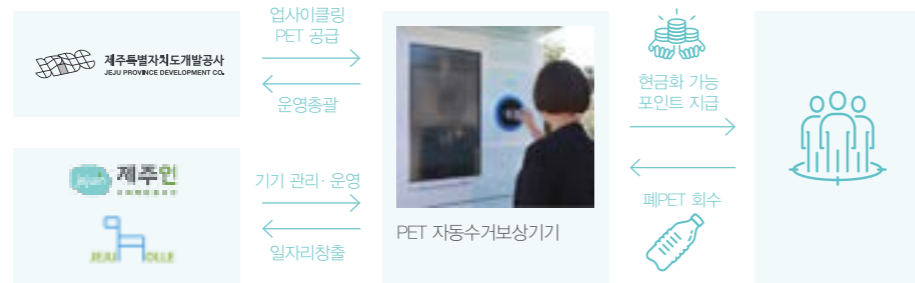 업사이클링
PET 공급
제주특별자치도개발공사
JEJU PROVINCE DEVELOPMENT CO.
운영총괄
현금화 가능
포인트 지급
제주인
기기 관리·운영
일자리창출
JEJU OLLE
PET 자동수거보상기기
폐PET 회수